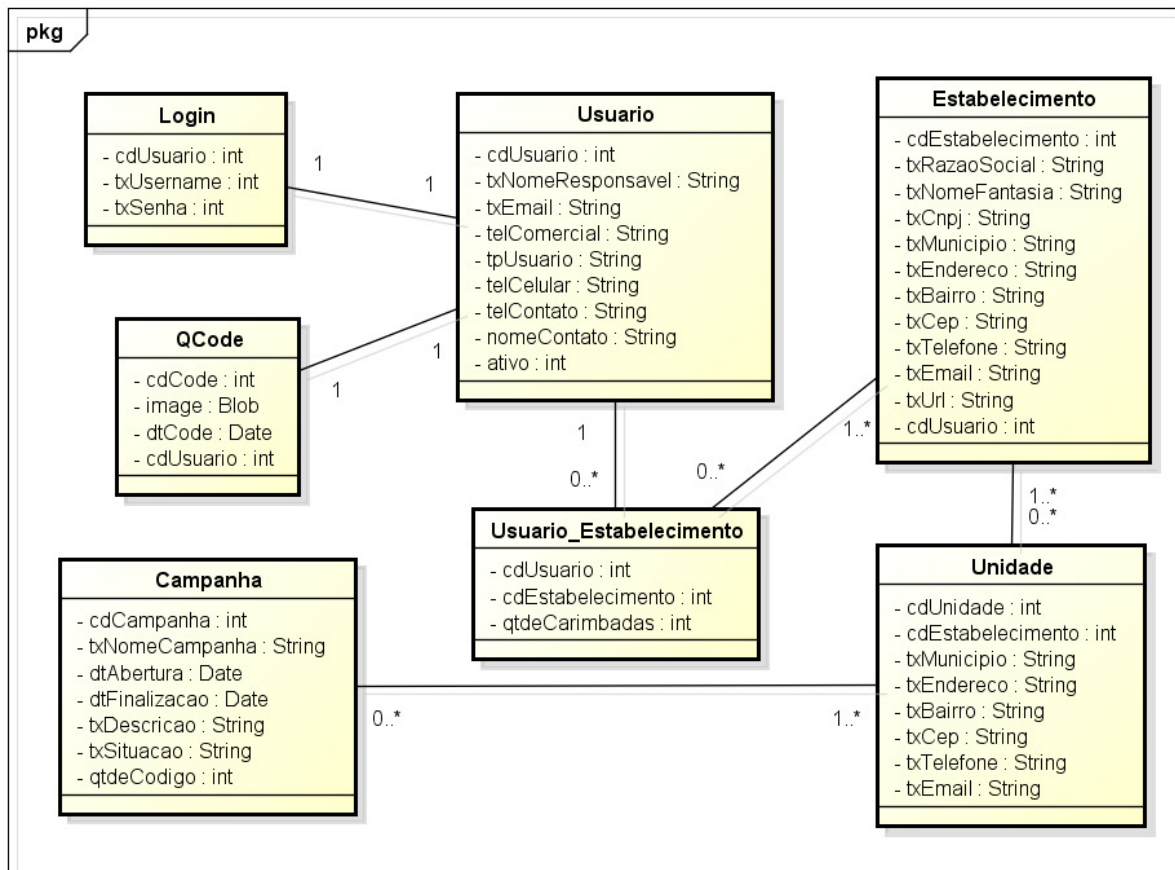 pkg
Login
- cdUsuario : int
- txUsername : int
- txSenha : int
1
1
Usuario
- cdUsuario : int
- txNomeResponsavel : String
- txEmail : String
- telComercial : String
- tpUsuario : String
- telCelular : String
- telContato : String
- nomeContato : String
- ativo : int
Estabelecimento
- cdEstabelecimento : int
- txRazaoSocial : String
- txNomeFantasia : String
- txCnpj : String
- txMunicipio : String
- txEndereco : String
- txBairro : String
- txCep : String
- txTelefone : String
- txEmail : String
- txUrl : String
- cdUsuario : int
QCode
- cdCode : int
- image : Blob
- dtCode : Date
- cdUsuario : int
1
1
1
0..*
1..*
0..*
1..*
0..*
Usuario_Estabelecimento
- cdUsuario : int
- cdEstabelecimento : int
- qtdeCarimbadas : int
Campanha
- cdCampanha : int
- txNomeCampanha : String
- dtAbertura : Date
- dtFinalizacao : Date
- txDescricao : String
- txSituacao : String
- qtdeCodigo : int
0..*
1..*
Unidade
- cdUnidade : int
- cdEstabelecimento : int
- txMunicipio : String
- txEndereco : String
- txBairro : String
- txCep : String
- txTelefone : String
- txEmail : String